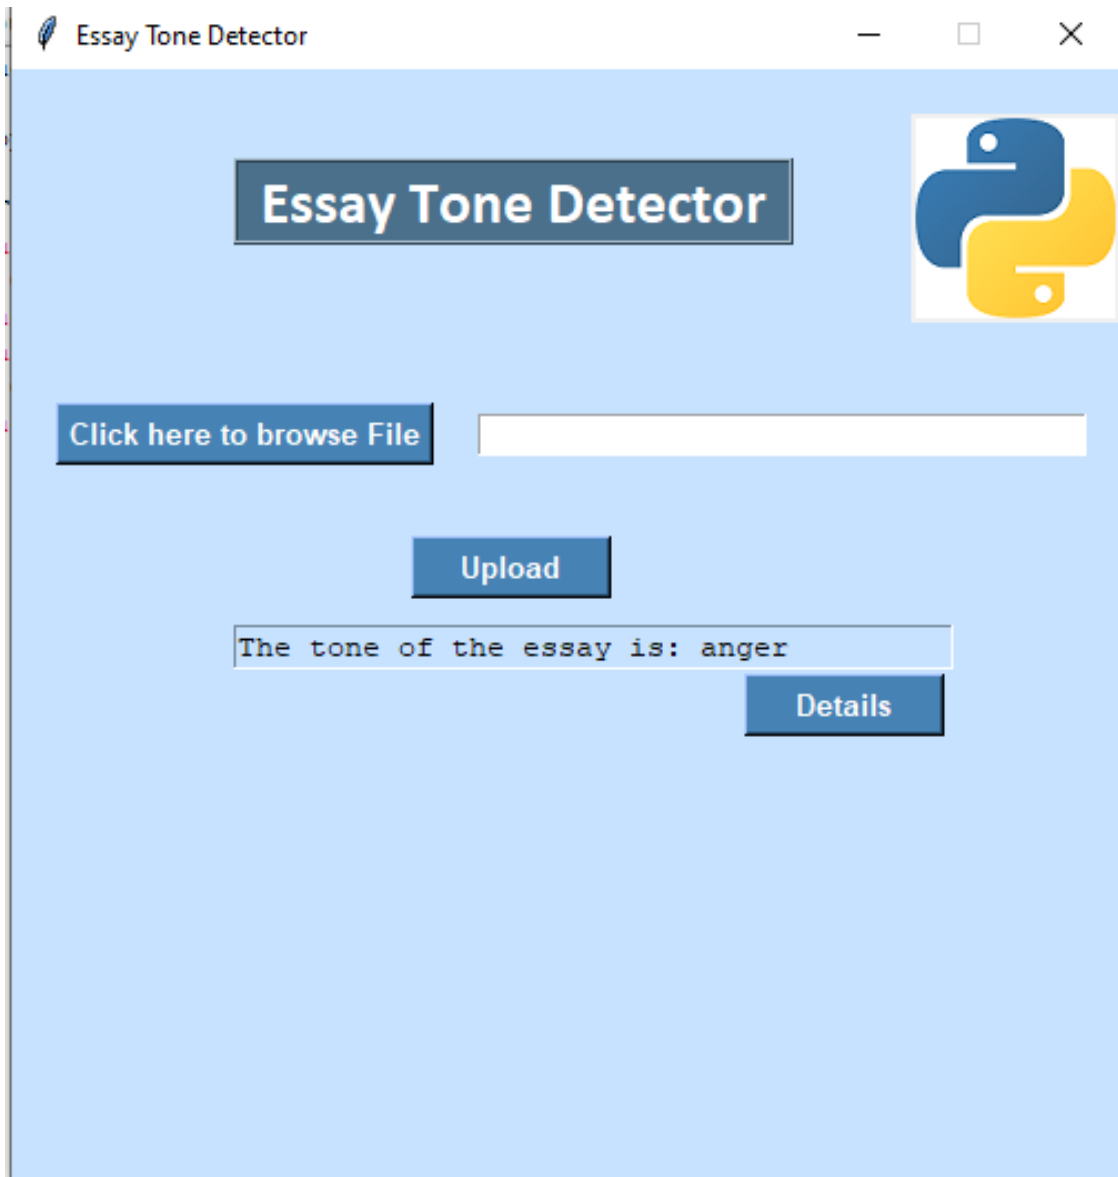 Essay Tone Detector
Essay Tone Detector
Click here to browse File
Upload
The tone of the essay is: anger
Details